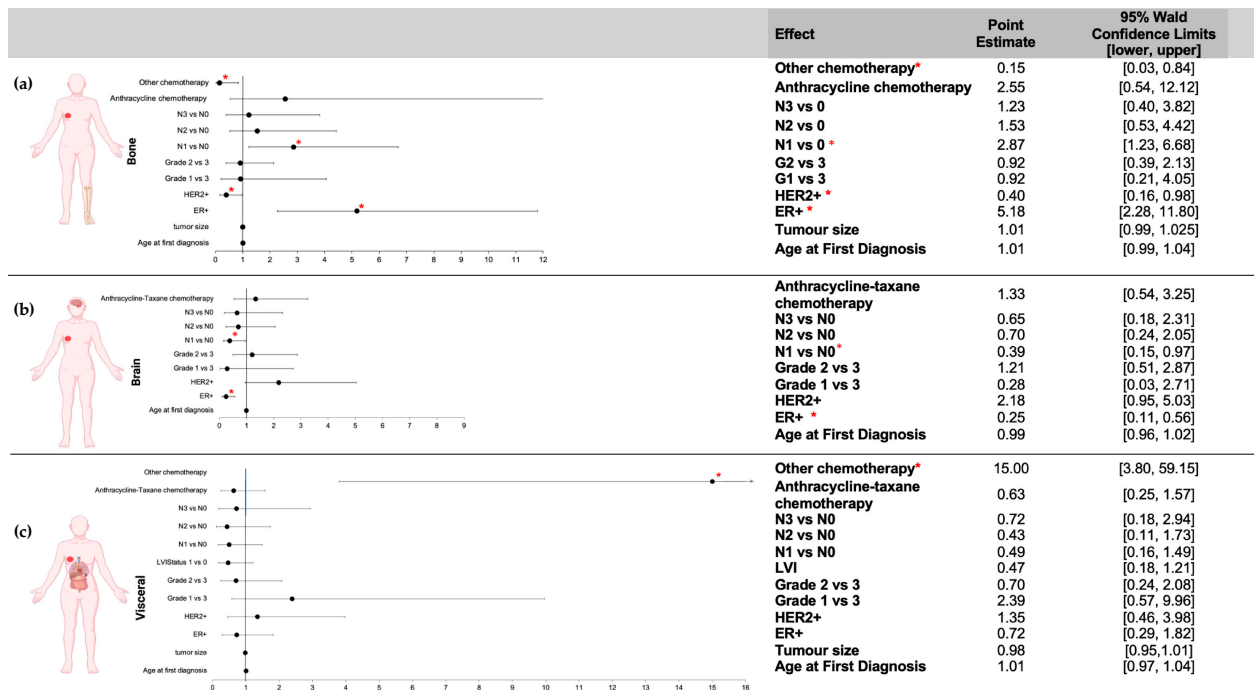 Effect Point Estimate 95% Wald Confidence Limits [lower, upper]
(a)
Bone
Other chemotherapy *
Anthracycline chemotherapy
N3 vs N0
N2 vs N0
N1 vs N0 *
Grade 2 vs 3
Grade 1 vs 3
HER2+ *
ER+ *
tumor size
Age at first diagnosis
0 1 2 3 4 5 6 7 8 9 10 11 12
Other chemotherapy* 0.15 [0.03, 0.84]
Anthracycline chemotherapy 2.55 [0.54, 12.12]
N3 vs 0 1.23 [0.40, 3.82]
N2 vs 0 1.53 [0.53, 4.42]
N1 vs 0 * 2.87 [1.23, 6.68]
G2 vs 3 0.92 [0.39, 2.13]
G1 vs 3 0.92 [0.21, 4.05]
HER2+ * 0.40 [0.16, 0.98]
ER+ * 5.18 [2.28, 11.80]
Tumour size 1.01 [0.99, 1.025]
Age at First Diagnosis 1.01 [0.99, 1.04]
(b)
Brain
Anthracycline-Taxane chemotherapy
N3 vs N0
N2 vs N0
N1 vs N0 *
Grade 2 vs 3
Grade 1 vs 3
HER2+
ER+ *
Age at first diagnosis
0 1 2 3 4 5 6 7 8 9
Anthracycline-taxane
chemotherapy 1.33 [0.54, 3.25]
N3 vs N0 0.65 [0.18, 2.31]
N2 vs N0 0.70 [0.24, 2.05]
N1 vs N0* 0.39 [0.15, 0.97]
Grade 2 vs 3 1.21 [0.51, 2.87]
Grade 1 vs 3 0.28 [0.03, 2.71]
HER2+ 2.18 [0.95, 5.03]
ER+ * 0.25 [0.11, 0.56]
Age at First Diagnosis 0.99 [0.96, 1.02]
(c)
Visceral
Other chemotherapy *
Anthracycline-Taxane chemotherapy
N3 vs N0
N2 vs N0
N1 vs N0
LVIStatus 1 vs 0
Grade 2 vs 3
Grade 1 vs 3
HER2+
ER+
tumor size
Age at first diagnosis
0 1 2 3 4 5 6 7 8 9 10 11 12 13 14 15 16
Other chemotherapy* 15.00 [3.80, 59.15]
Anthracycline-taxane
chemotherapy 0.63 [0.25, 1.57]
N3 vs N0 0.72 [0.18, 2.94]
N2 vs N0 0.43 [0.11, 1.73]
N1 vs N0 0.49 [0.16, 1.49]
LVI 0.47 [0.18, 1.21]
Grade 2 vs 3 0.70 [0.24, 2.08]
Grade 1 vs 3 2.39 [0.57, 9.96]
HER2+ 1.35 [0.46, 3.98]
ER+ 0.72 [0.29, 1.82]
Tumour size 0.98 [0.95,1.01]
Age at First Diagnosis 1.01 [0.97, 1.04]